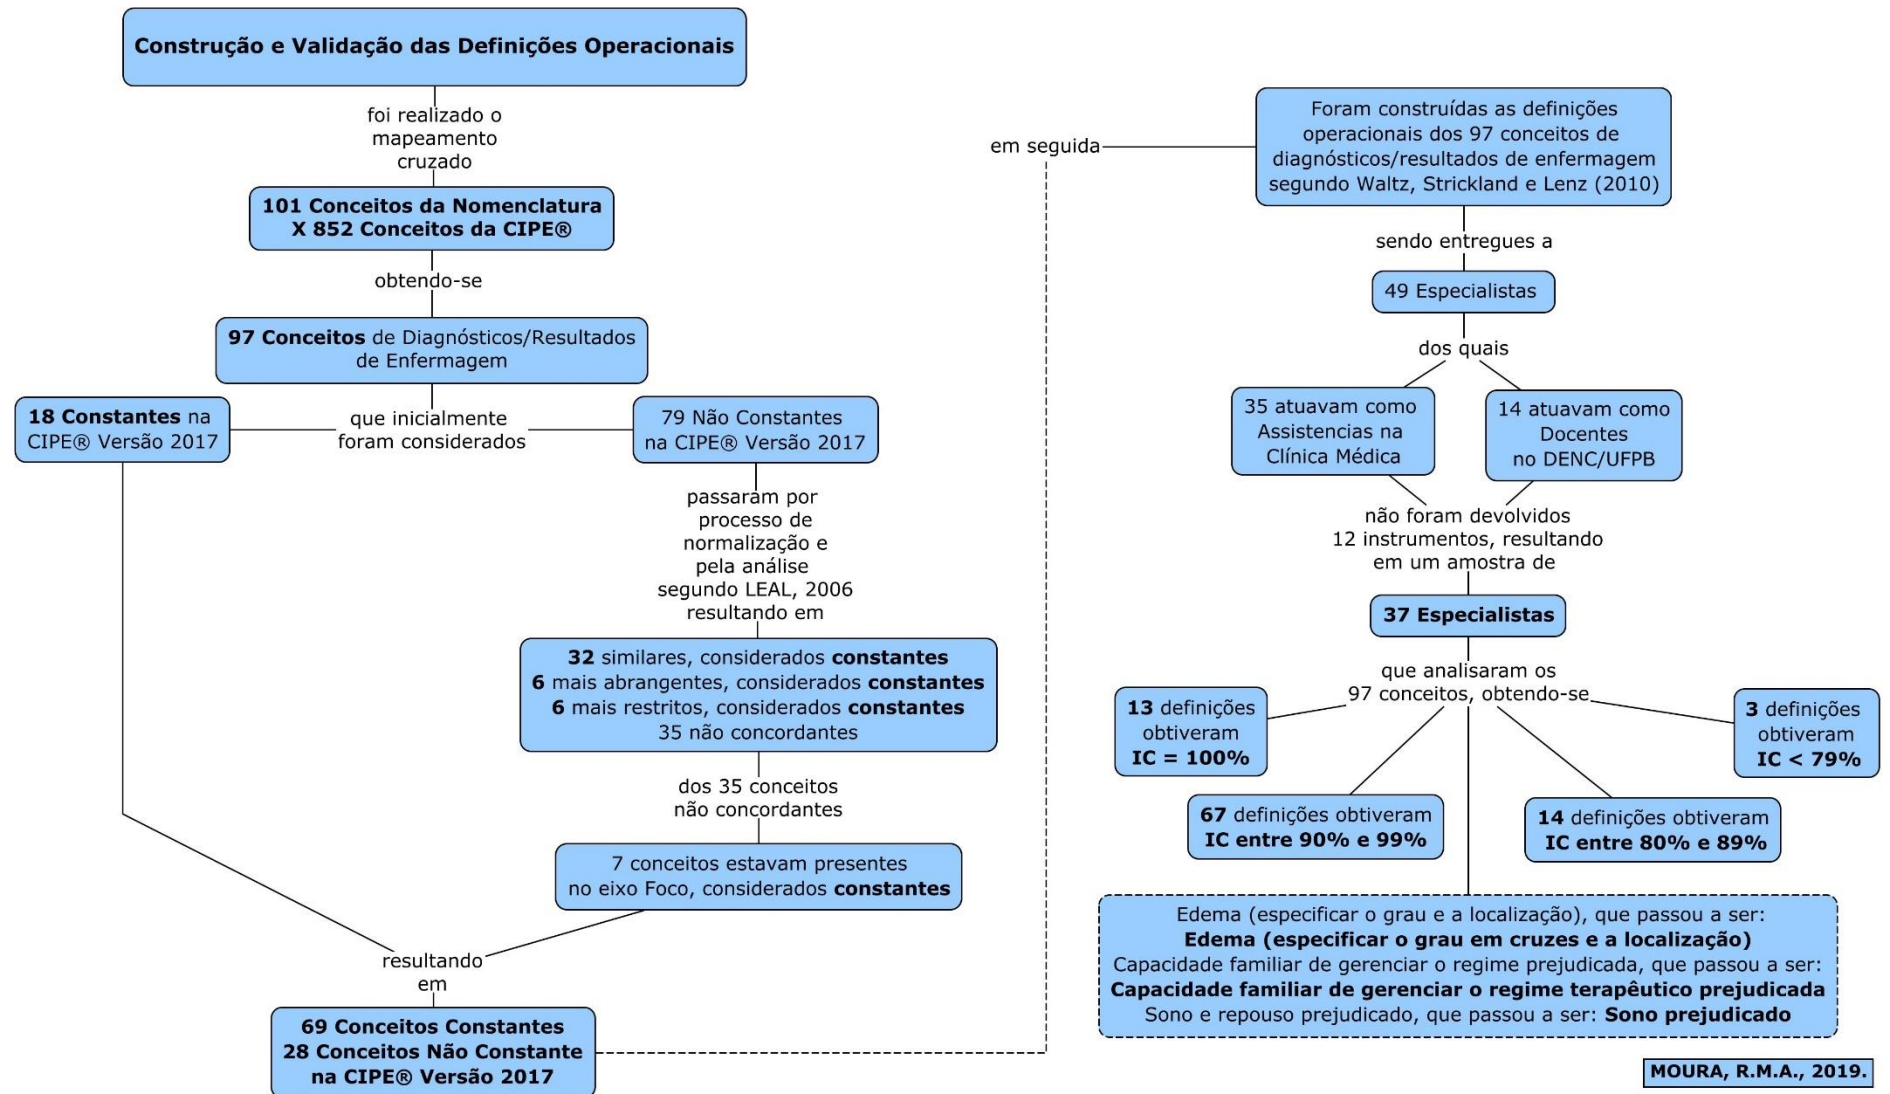 Construção e Validação das Definições Operacionais
foi realizado o
mapeamento
cruzado
101 Conceitos da Nomenclatura
X 852 Conceitos da CIPE®
obtendo-se
97 Conceitos de Diagnósticos/Resultados
de Enfermagem
que inicialmente
foram considerados
18 Constantes na
CIPE® Versão 2017
79 Não Constantes
na CIPE® Versão 2017
passaram por
processo de
normalização e
pela análise
segundo LEAL, 2006
resultando em
32 similares, considerados constantes
6 mais abrangentes, considerados constantes
6 mais restritos, considerados constantes
35 não concordantes
dos 35 conceitos
não concordantes
7 conceitos estavam presentes
no eixo Foco, considerados constantes
resultando
em
69 Conceitos Constantes
28 Conceitos Não Constante
na CIPE® Versão 2017
em seguida
Foram construídas as definições
operacionais dos 97 conceitos de
diagnósticos/resultados de enfermagem
segundo Waltz, Strickland e Lenz (2010)
sendo entregues a
49 Especialistas
dos quais
35 atuavam como
Assistencias na
Clínica Médica
14 atuavam como
Docentes
no DENC/UFPB
não foram devolvidos
12 instrumentos, resultando
em um amostra de
37 Especialistas
que analisaram os
97 conceitos, obtendo-se
13 definições
obtiveram
IC = 100%
67 definições obtiveram
IC entre 90% e 99%
14 definições obtiveram
IC entre 80% e 89%
3 definições
obtiveram
IC < 79%
Edema (especificar o grau e a localização), que passou a ser:
Edema (especificar o grau em cruzes e a localização)
Capacidade familiar de gerenciar o regime prejudicada, que passou a ser:
Capacidade familiar de gerenciar o regime terapêutico prejudicada
Sono e repouso prejudicado, que passou a ser: Sono prejudicado
MOURA, R.M.A., 2019.